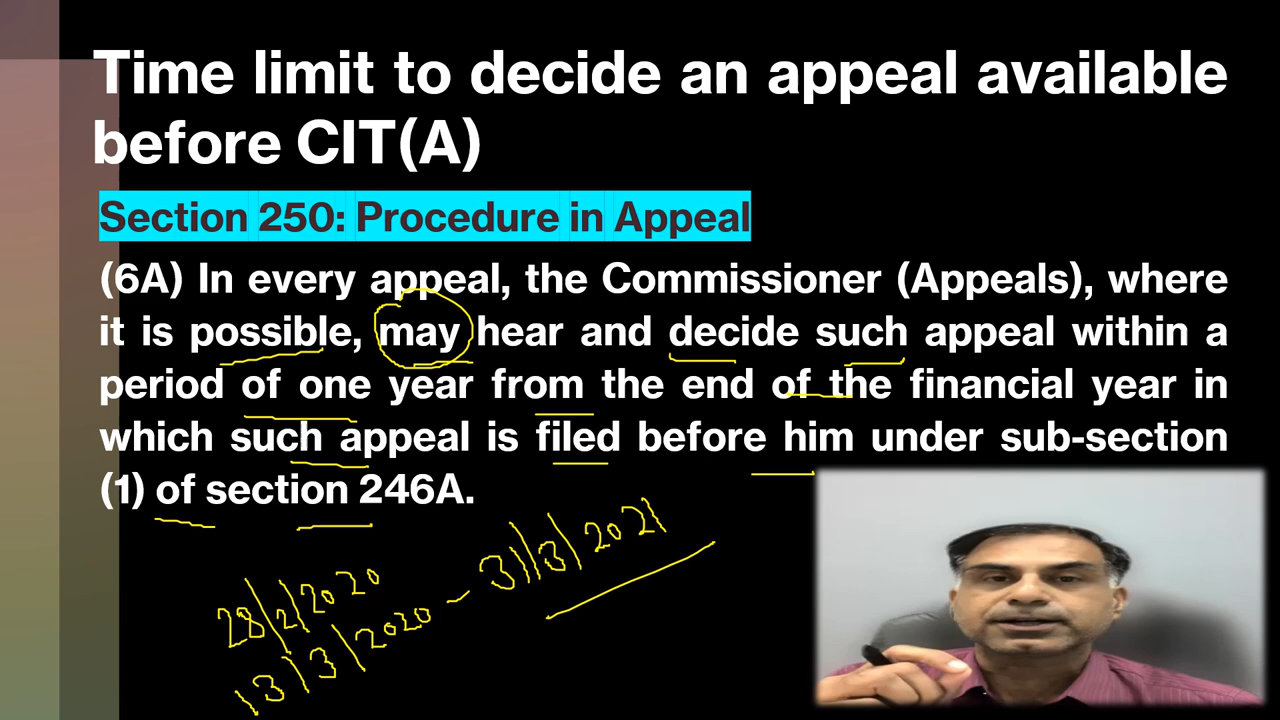 Time limit to decide an appeal available
before CIT(A)
Section 250: Procedure in Appeal
(6A) In every appeal, the Commissioner (Appeals), where
it is possible, may hear and decide such appeal within a
period of one year from the end of the financial year in
which such appeal is filed before him under sub-section
(1) of section 246A.
28/2/2020
13/3/2020 - 31/3/2021